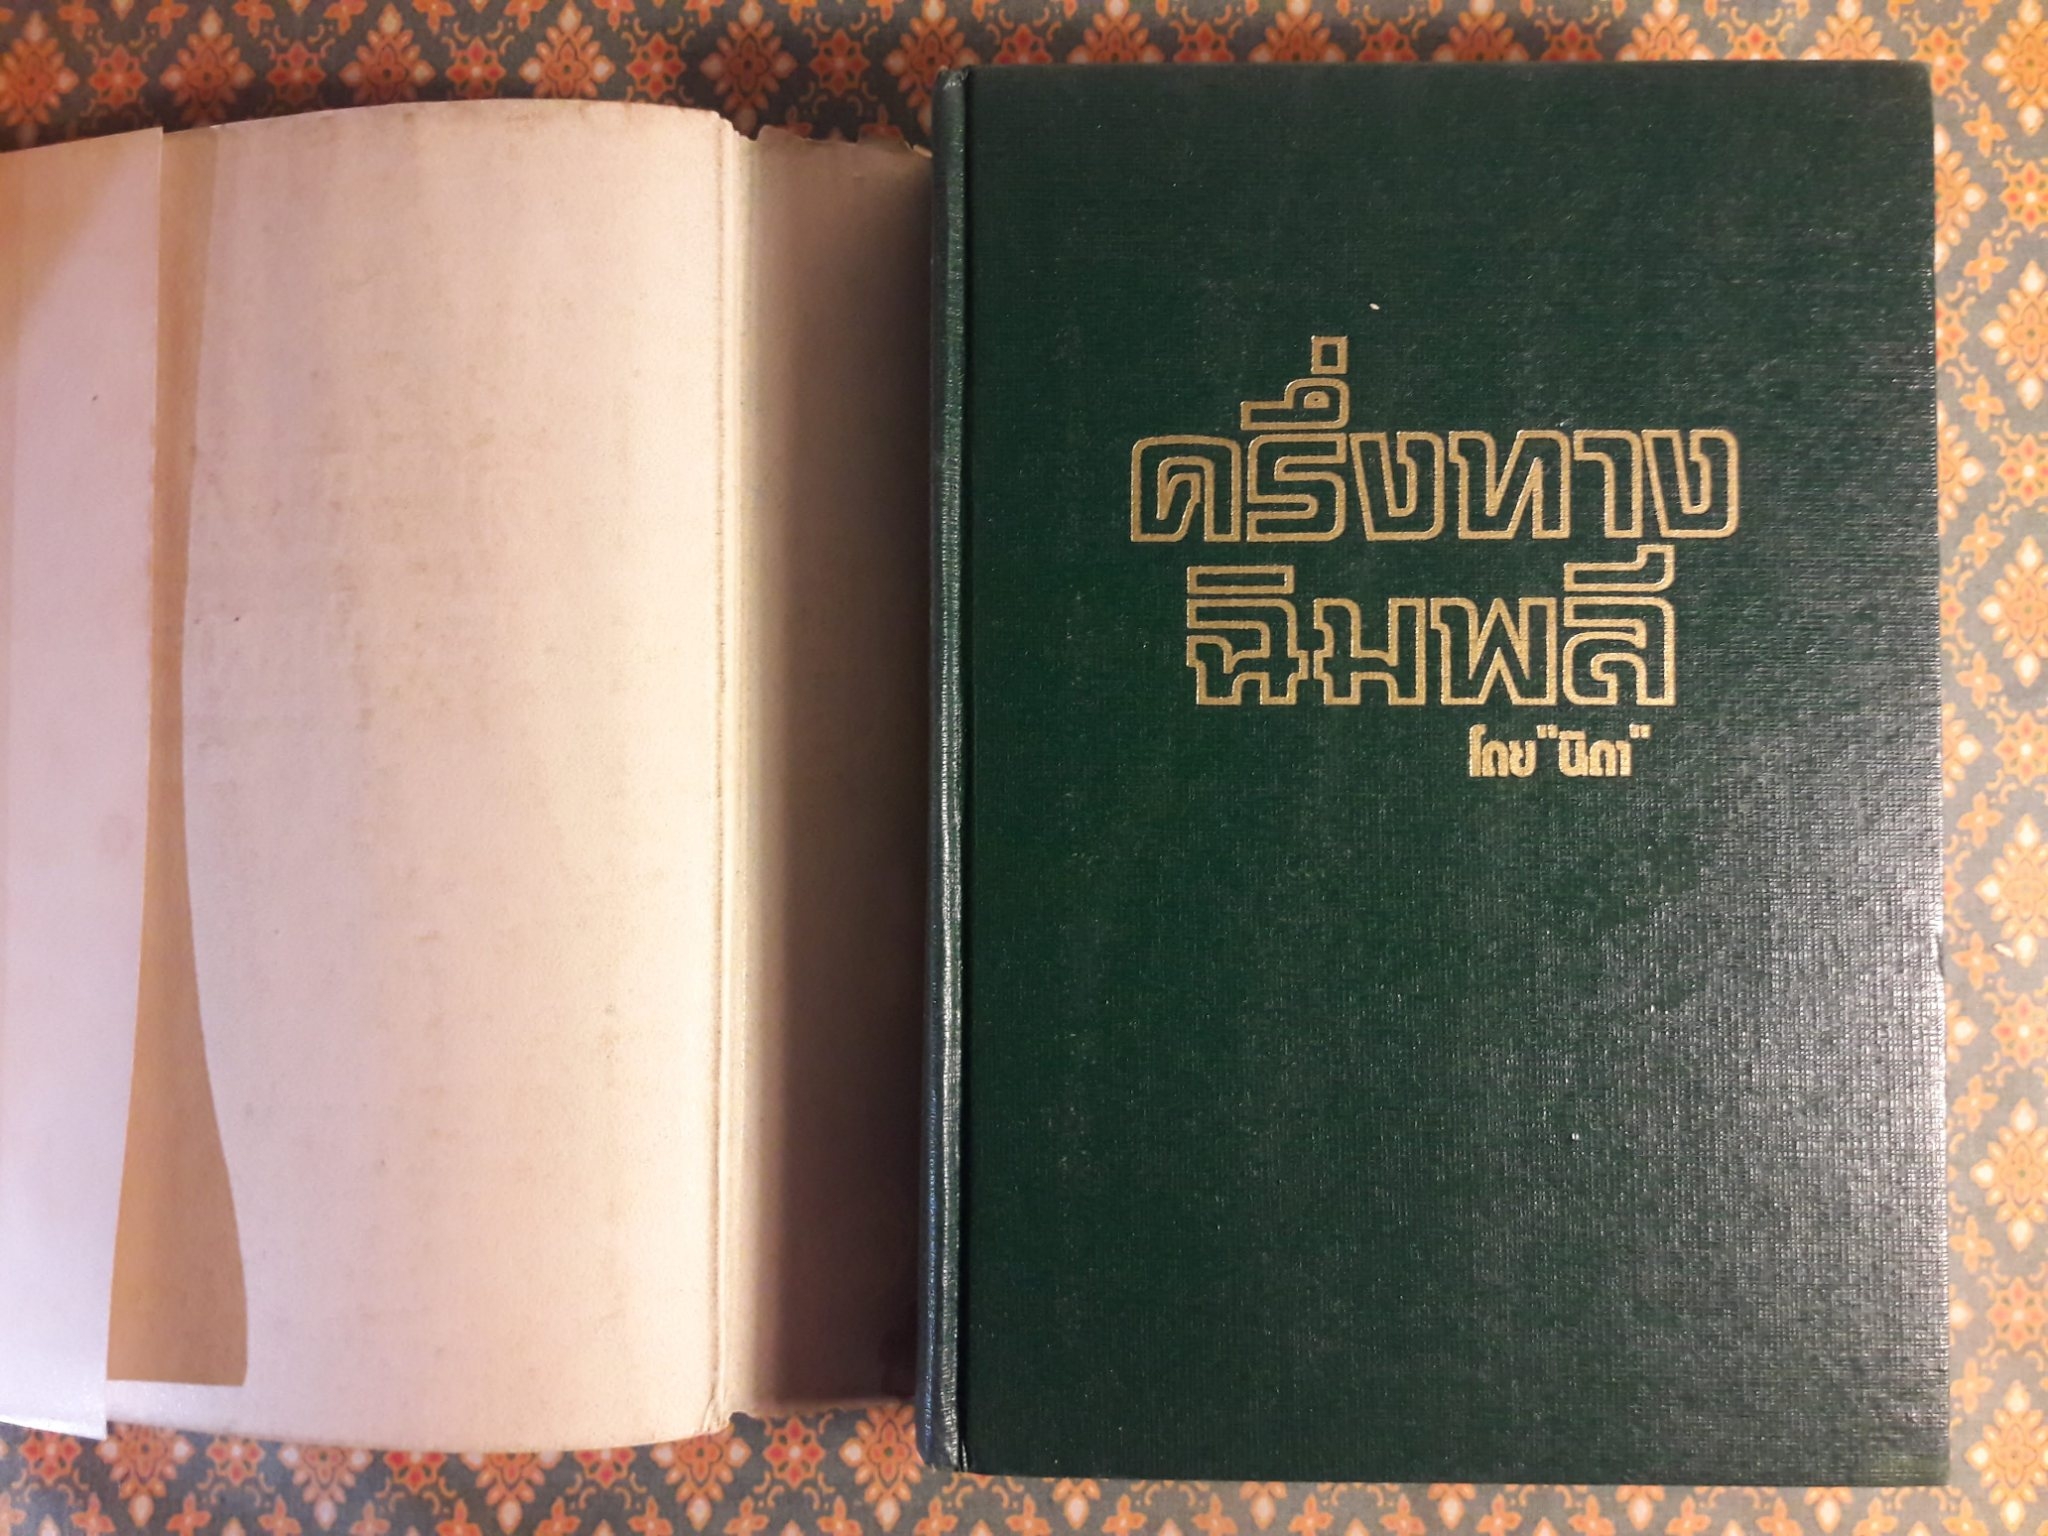 ครึ่งทาง
ฉิมพลี
โดย "นิดา"